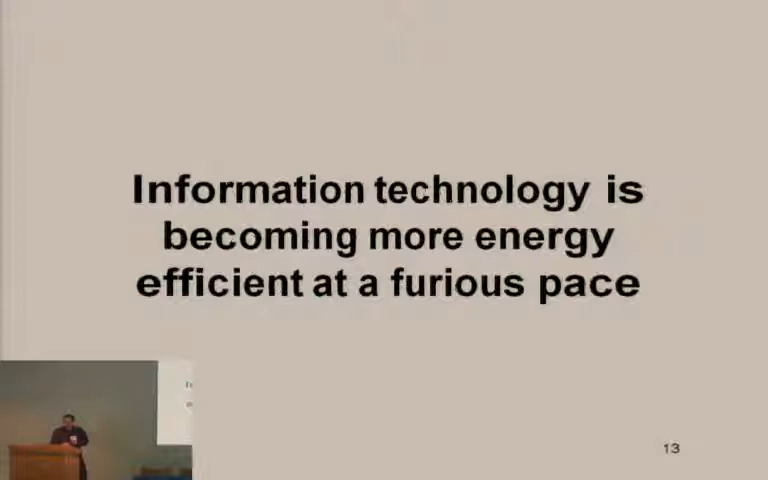 Information technology is
becoming more energy
efficient at a furious pace
13